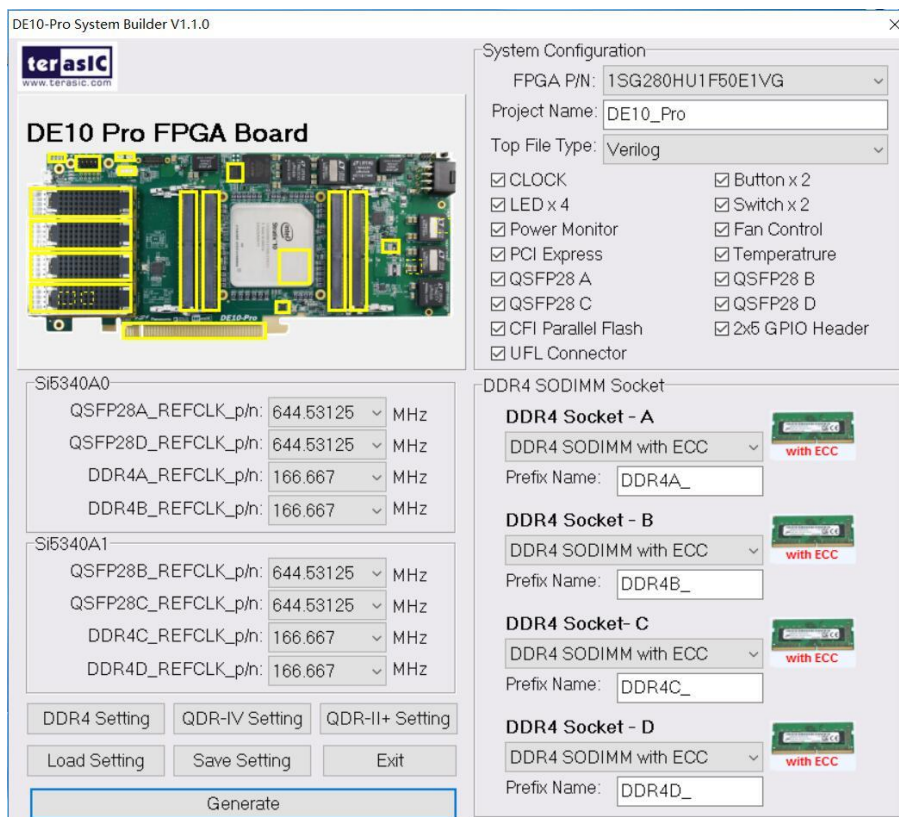 DE10-Pro System Builder V1.1.0
terasIC
www.terasic.com
DE10 Pro FPGA Board
intel
DE10-Pro
System Configuration
FPGA P/N: 1SG280HU1F50E1VG
Project Name: DE10_Pro
Top File Type: Verilog
CLOCK
Button x 2
LED x 4
Switch x 2
Power Monitor
Fan Control
PCI Express
Temperatrure
QSFP28 A
QSFP28 B
QSFP28 C
QSFP28 D
CFI Parallel Flash
2x5 GPIO Header
UFL Connector
Si5340A0
QSFP28A_REFCLK_p/n: 644.53125 MHz
QSFP28D_REFCLK_p/n: 644.53125 MHz
DDR4A_REFCLK_p/n: 166.667 MHz
DDR4B_REFCLK_p/n: 166.667 MHz
Si5340A1
QSFP28B_REFCLK_p/n: 644.53125 MHz
QSFP28C_REFCLK_p/n: 644.53125 MHz
DDR4C_REFCLK_p/n: 166.667 MHz
DDR4D_REFCLK_p/n: 166.667 MHz
DDR4 Setting
QDR-IV Setting
QDR-II+ Setting
Load Setting
Save Setting
Exit
Generate
DDR4 SODIMM Socket
DDR4 Socket - A
DDR4 SODIMM with ECC
with ECC
Prefix Name: DDR4A_
DDR4 Socket - B
DDR4 SODIMM with ECC
with ECC
Prefix Name: DDR4B_
DDR4 Socket- C
DDR4 SODIMM with ECC
with ECC
Prefix Name: DDR4C_
DDR4 Socket - D
DDR4 SODIMM with ECC
with ECC
Prefix Name: DDR4D_